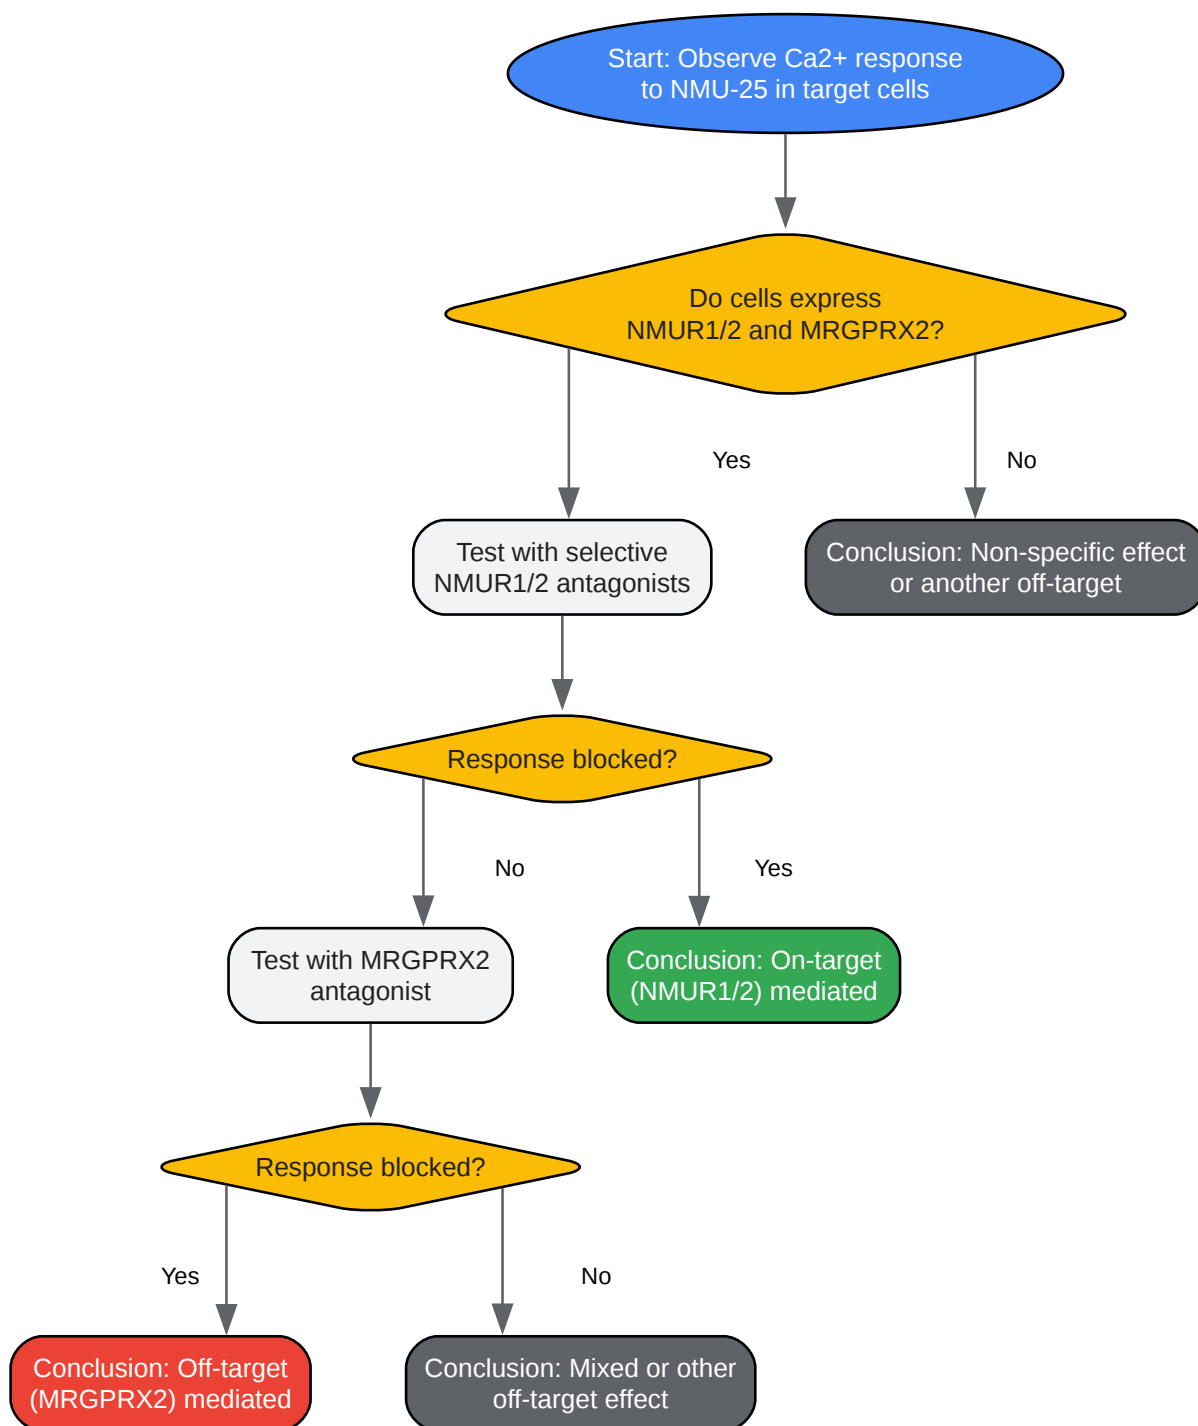 Start: Observe Ca2+ response
to NMU-25 in target cells
Do cells express
NMUR1/2 and MRGPRX2?
Yes
No
Test with selective
NMUR1/2 antagonists
Conclusion: Non-specific effect
or another off-target
Response blocked?
No
Yes
Test with MRGPRX2
antagonist
Conclusion: On-target
(NMUR1/2) mediated
Response blocked?
Yes
No
Conclusion: Off-target
(MRGPRX2) mediated
Conclusion: Mixed or other
off-target effect